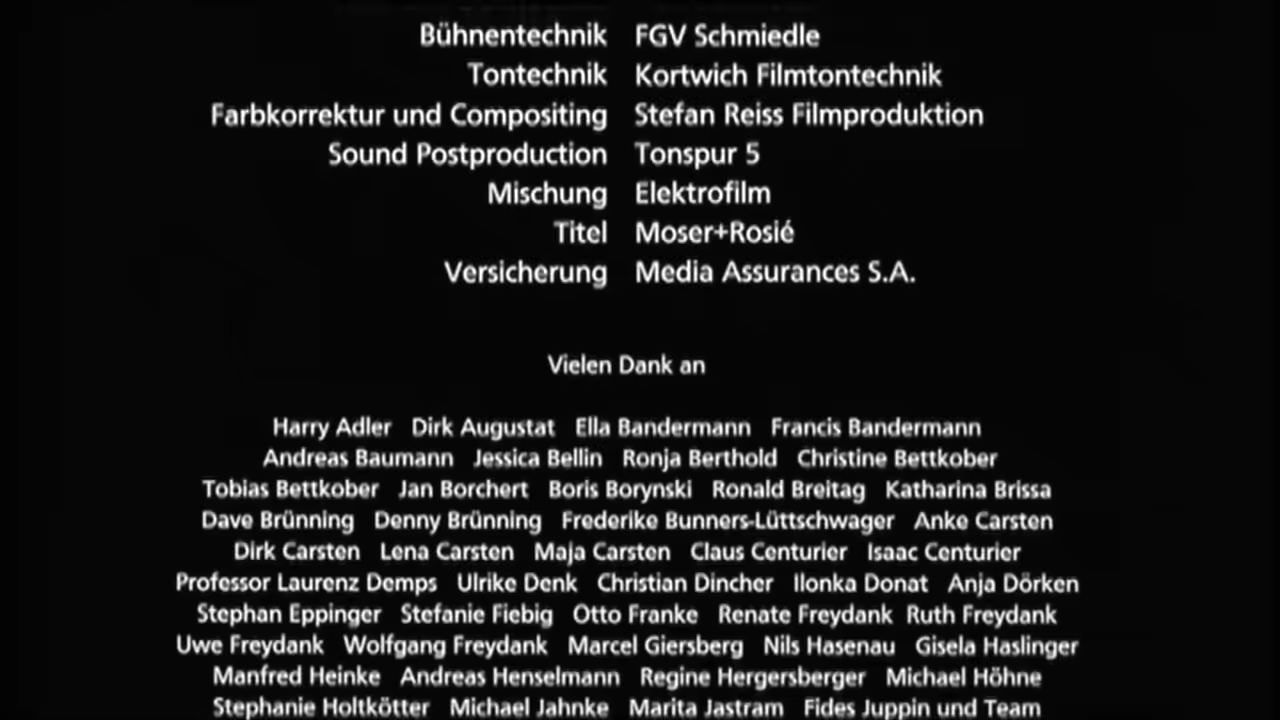 Bühnentechnik FGV Schmiedle
Tontechnik Kortwich Filmtontechnik
Farbkorrektur und Compositing Stefan Reiss Filmproduktion
Sound Postproduction Tonspur 5
Mischung Elektrofilm
Titel Moser+Rosié
Versicherung Media Assurances S.A.
Vielen Dank an
Harry Adler Dirk Augustat Ella Bandermann Francis Bandermann
Andreas Baumann Jessica Bellin Ronja Berthold Christine Bettkober
Tobias Bettkober Jan Borchert Boris Borynski Ronald Breitag Katharina Brissa
Dave Brünning Denny Brünning Frederike Bunners-Lüttschwager Anke Carsten
Dirk Carsten Lena Carsten Maja Carsten Claus Centurier Isaac Centurier
Professor Laurenz Demps Ulrike Denk Christian Dincher Ilonka Donat Anja Dörken
Stephan Eppinger Stefanie Fiebig Otto Franke Renate Freydank Ruth Freydank
Uwe Freydank Wolfgang Freydank Marcel Giersberg Nils Hasenau Gisela Haslinger
Manfred Heinke Andreas Henselmann Regine Hergersberger Michael Höhne
Stephanie Holtkötter Michael Jahnke Marita Jastram Fides Juppin und Team